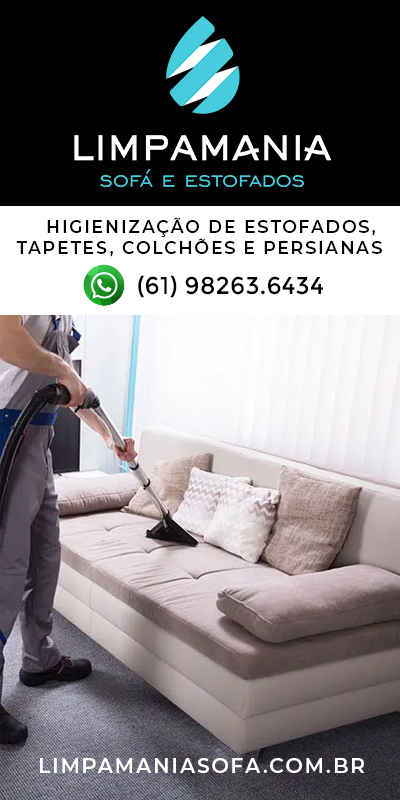 LIMPAMANIA
SOFÁ E ESTOFADOS
HIGIENIZAÇÃO DE ESTOFADOS,
TAPETES, COLCHÕES E PERSIANAS
(61) 98263.6434
LIMPAMANIASOFA.COM.BR